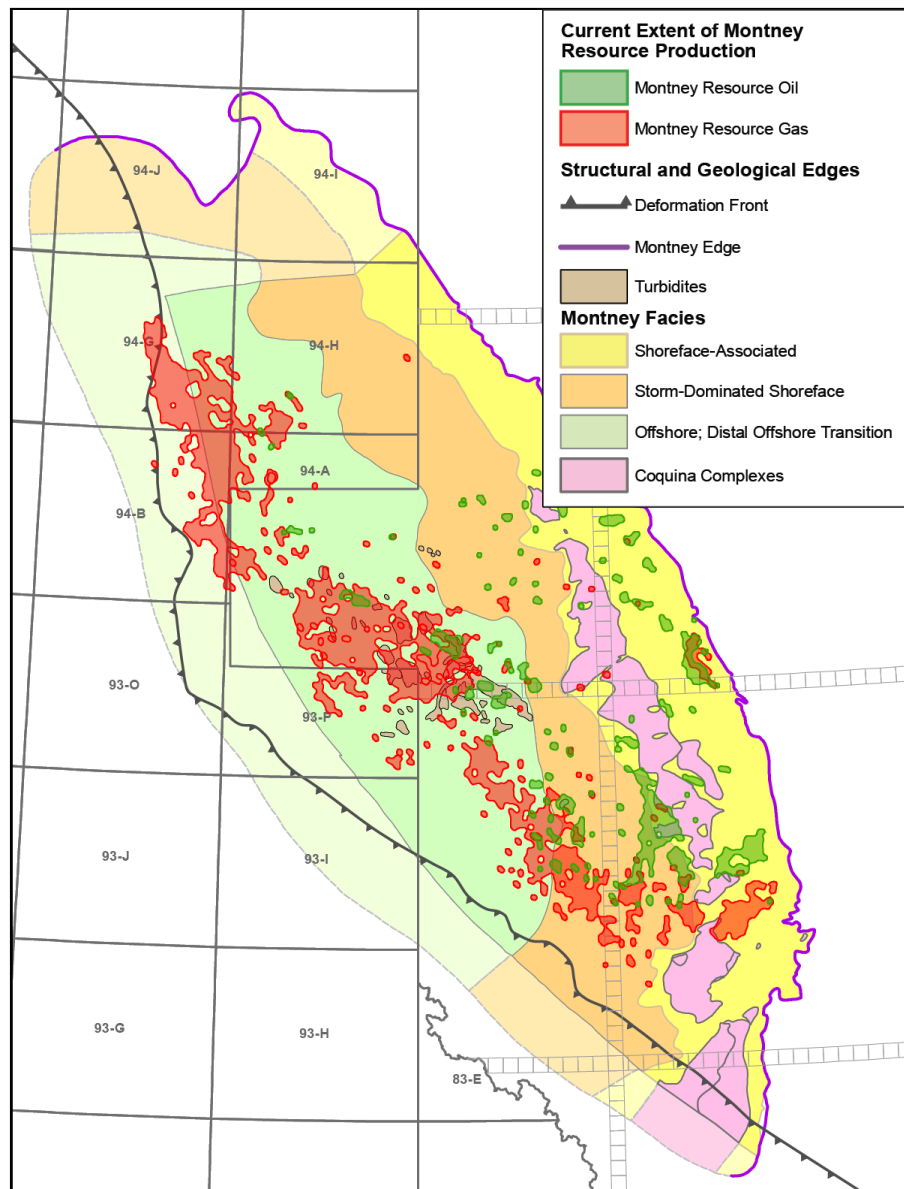 Current Extent of Montney
Resource Production
Montney Resource Oil
Montney Resource Gas
Structural and Geological Edges
Deformation Front
Montney Edge
Turbidites
Montney Facies
Shoreface-Associated
Storm-Dominated Shoreface
Offshore; Distal Offshore Transition
Coquina Complexes
94-J
94-I
94-G
94-H
94-A
94-B
93-O
93-P
93-J
93-I
93-G
93-H
83-E